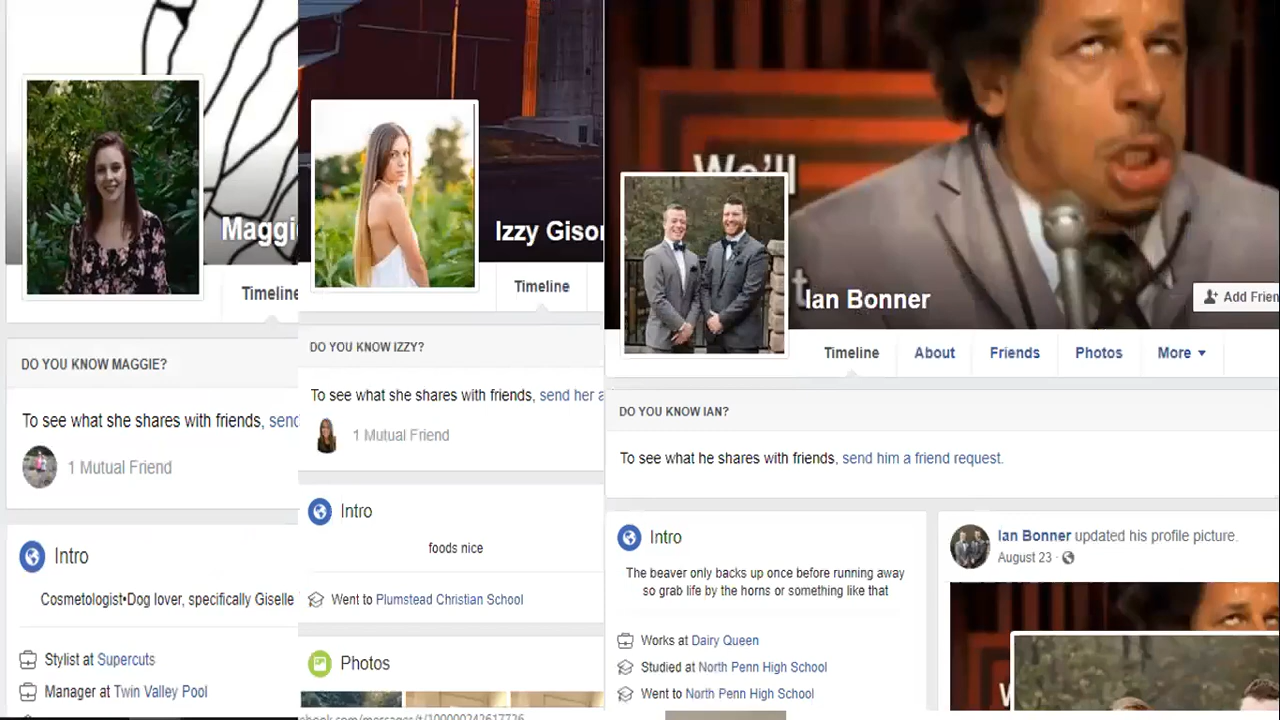 Maggi
Timeline
DO YOU KNOW MAGGIE?
To see what she shares with friends, send
1 Mutual Friend
Intro
Cosmetologist•Dog lover, specifically Giselle
Stylist at Supercuts
Manager at Twin Valley Pool
Izzy Gisor
Timeline
DO YOU KNOW IZZY?
To see what she shares with friends, send her a
1 Mutual Friend
Intro
foods nice
Went to Plumstead Christian School
Photos
We'll
t
Ian Bonner
Add Frien
Timeline About Friends Photos More
DO YOU KNOW IAN?
To see what he shares with friends, send him a friend request.
Intro
The beaver only backs up once before running away
so grab life by the horns or something like that
Works at Dairy Queen
Studied at North Penn High School
Went to North Penn High School
Ian Bonner updated his profile picture.
August 23 ·
W